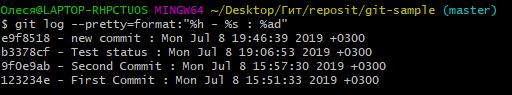 Олеся@LAPTOP-RHPCTUOS MINGW64 ~/Desktop/Гит/reposit/git-sample (master)
$ git log --pretty=format:"%h - %s : %ad"
e9f8518 - new commit : Mon Jul 8 19:46:39 2019 +0300
b3378cf - Test status : Mon Jul 8 19:06:53 2019 +0300
9f0e9ab - Second Commit : Mon Jul 8 15:57:30 2019 +0300
123234e - First Commit : Mon Jul 8 15:51:33 2019 +0300